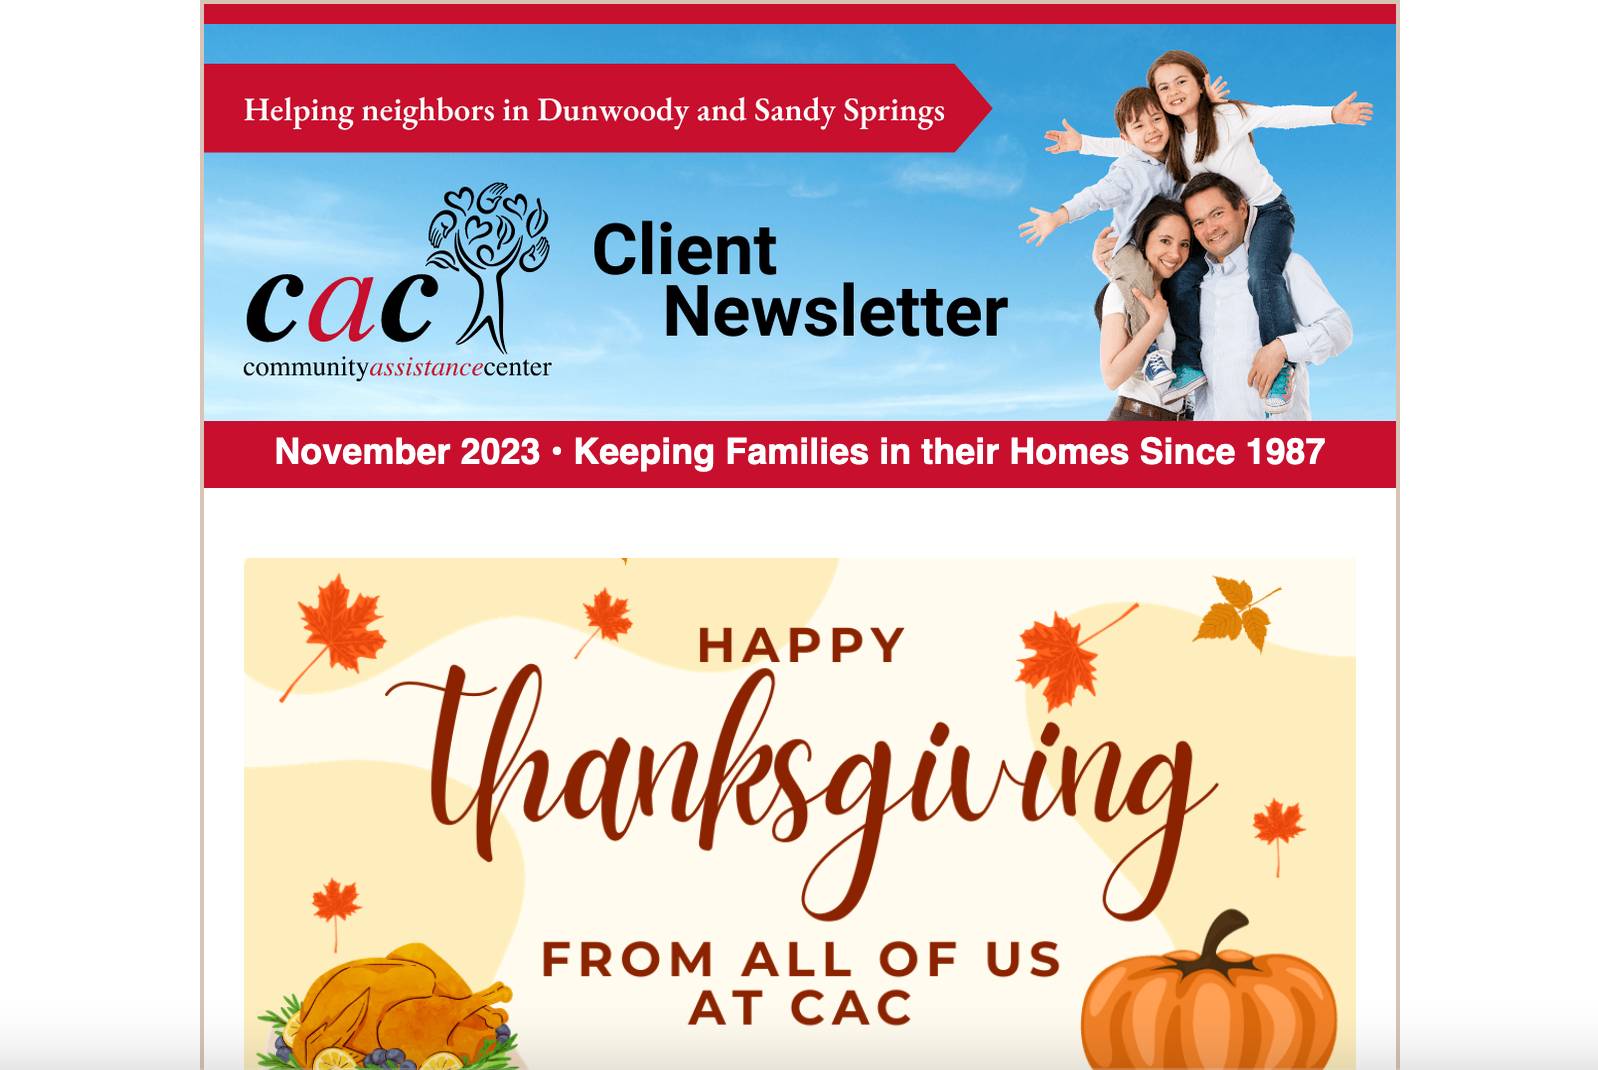 Helping neighbors in Dunwoody and Sandy Springs
cac
communityassistancecenter
Client
Newsletter
November 2023 • Keeping Families in their Homes Since 1987
HAPPY
thanksgiving
FROM ALL OF US
AT CAC